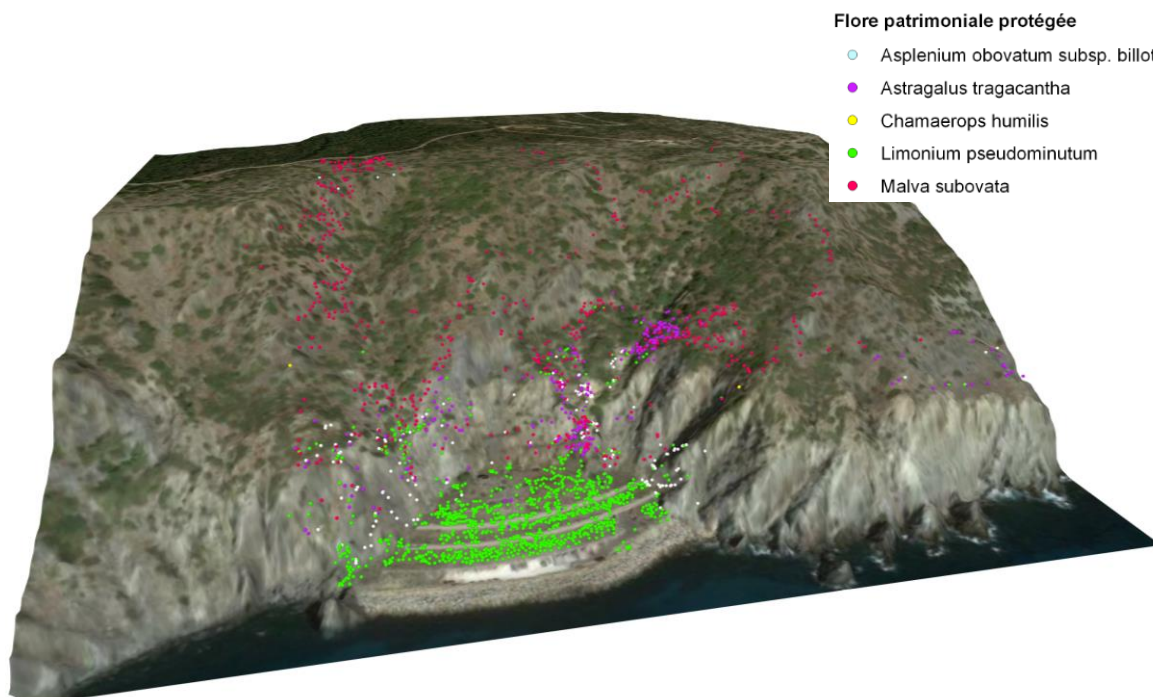 Flore patrimoniale protégée
Asplenium obovatum subsp. billot
Astragalus tragacantha
Chamaerops humilis
Limonium pseudominutum
Malva subovata